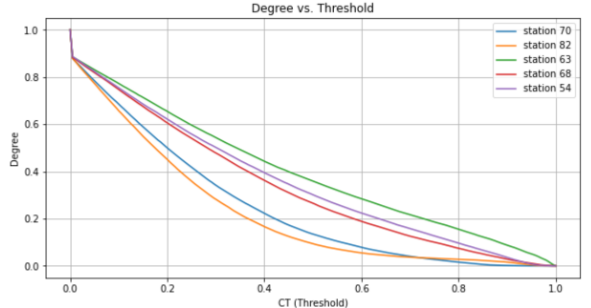 Degree vs. Threshold
1.0
0.8
0.6
0.4
0.2
0.0
Degree
station 70
station 82
station 63
station 68
station 54
0.0 0.2 0.4 0.6 0.8 1.0
CT (Threshold)